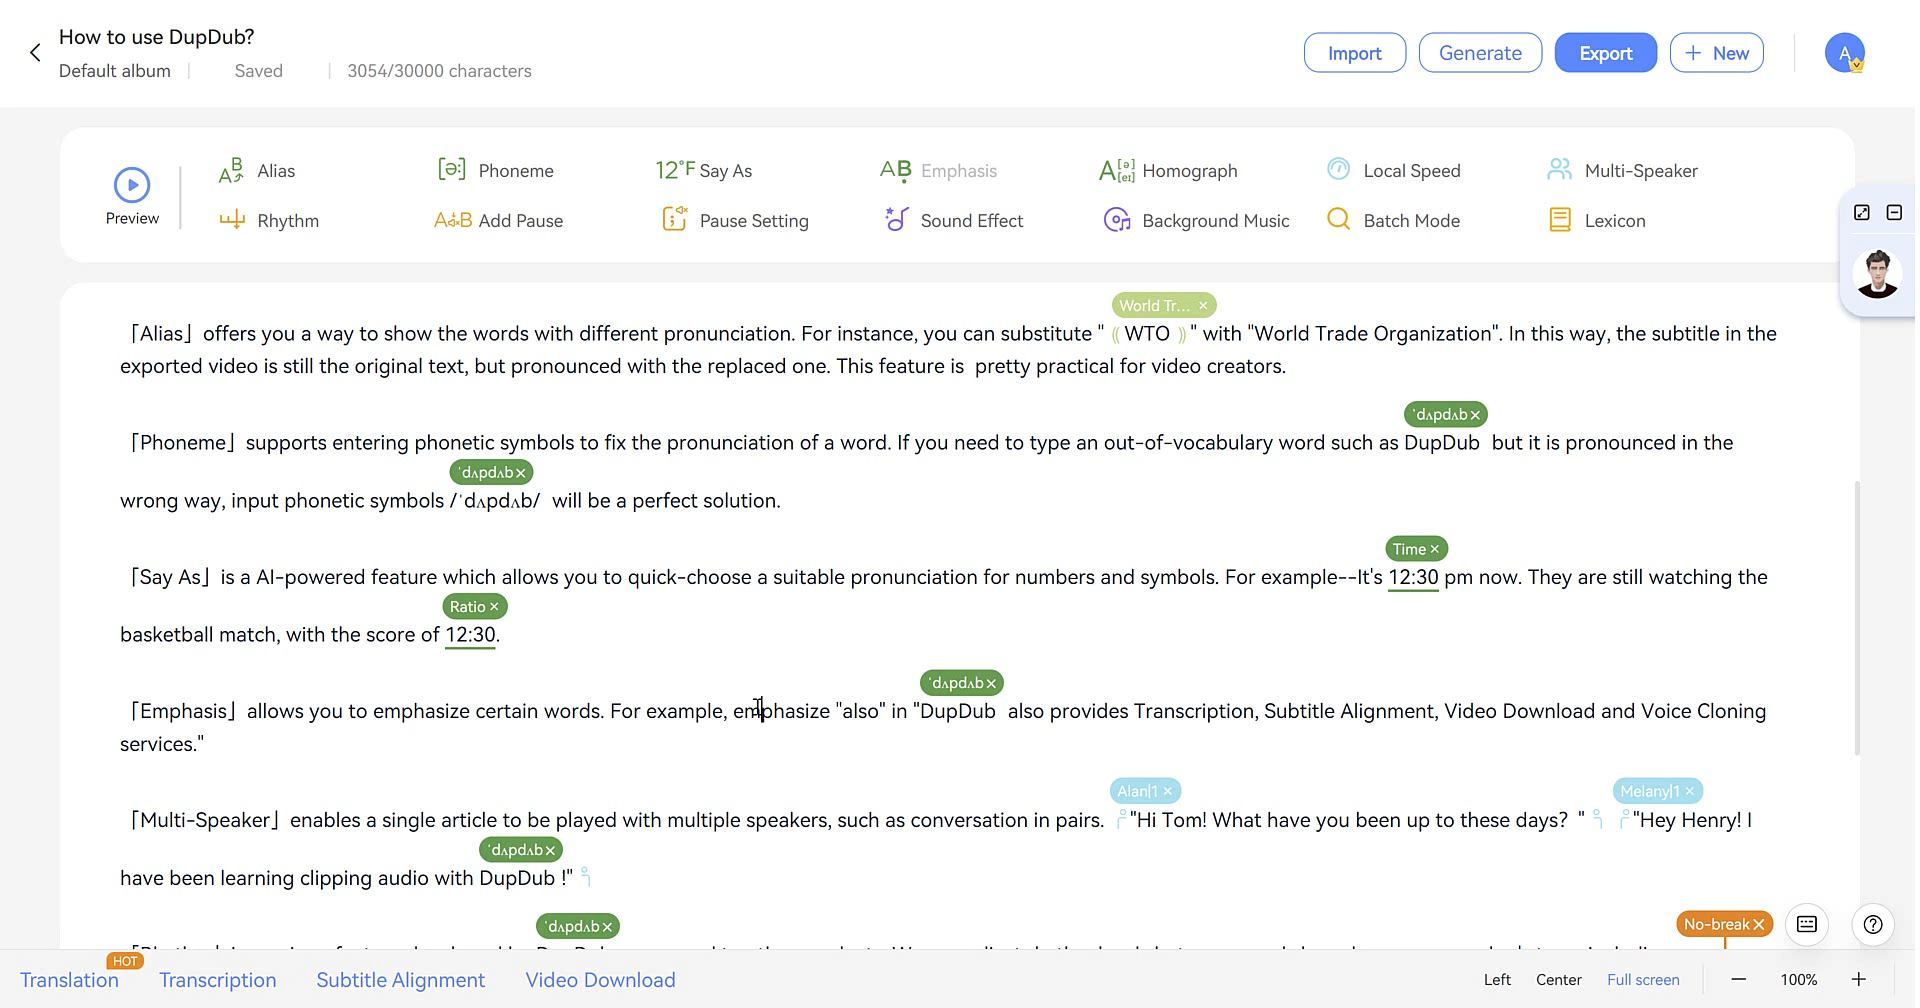 How to use DupDub?
Default album | Saved | 3054/30000 characters
Import Generate Export + New A
Preview
Alias Phoneme 12°F Say As Emphasis Homograph Local Speed Multi-Speaker
Rhythm Add Pause Pause Setting Sound Effect Background Music Batch Mode Lexicon
World Tr... ×
「Alias」 offers you a way to show the words with different pronunciation. For instance, you can substitute "⸨WTO⸩" with "World Trade Organization". In this way, the subtitle in the
exported video is still the original text, but pronounced with the replaced one. This feature is pretty practical for video creators.
ˈdʌpdʌb ×
「Phoneme」 supports entering phonetic symbols to fix the pronunciation of a word. If you need to type an out-of-vocabulary word such as DupDub but it is pronounced in the
ˈdʌpdʌb ×
wrong way, input phonetic symbols /ˈdʌpdʌb/ will be a perfect solution.
Time ×
「Say As」 is a AI-powered feature which allows you to quick-choose a suitable pronunciation for numbers and symbols. For example--It's 12:30 pm now. They are still watching the
Ratio ×
basketball match, with the score of 12:30.
ˈdʌpdʌb ×
「Emphasis」 allows you to emphasize certain words. For example, emphasize "also" in "DupDub also provides Transcription, Subtitle Alignment, Video Download and Voice Cloning
services."
Alan|1 × Melany|1 ×
「Multi-Speaker」 enables a single article to be played with multiple speakers, such as conversation in pairs. "Hi Tom! What have you been up to these days? " "Hey Henry! I
ˈdʌpdʌb ×
have been learning clipping audio with DupDub !"
ˈdʌpdʌb × No-break ×
HOT
Translation Transcription Subtitle Alignment Video Download Left Center Full screen — 100% +